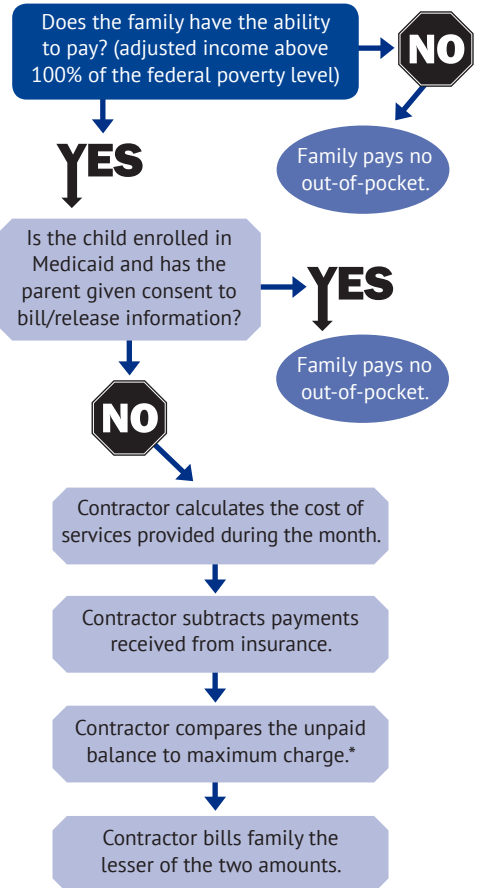 Does the family have the ability
to pay? (adjusted income above
100% of the federal poverty level)
NO
Family pays no
out-of-pocket.
YES
Is the child enrolled in
Medicaid and has the
parent given consent to
bill/release information?
YES
Family pays no
out-of-pocket.
NO
Contractor calculates the cost of
services provided during the month.
Contractor subtracts payments
received from insurance.
Contractor compares the unpaid
balance to maximum charge.*
Contractor bills family the
lesser of the two amounts.